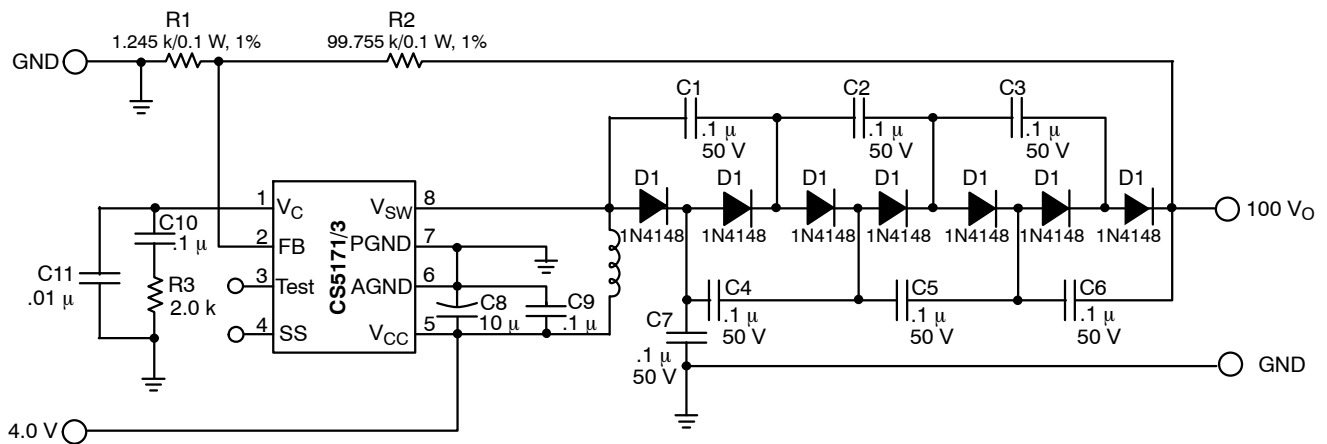 R1
1.245 k/0.1 W, 1%
R2
99.755 k/0.1 W, 1%
GND
C1
.1 μ
50 V
C2
.1 μ
50 V
C3
.1 μ
50 V
D1
1N4148
D1
1N4148
D1
1N4148
D1
1N4148
D1
1N4148
D1
1N4148
D1
1N4148
100 VO
1
VC
2
FB
3
Test
4
SS
CS5171/3
VSW
8
PGND
7
AGND
6
VCC
5
C10
.1 μ
C11
.01 μ
R3
2.0 k
C8
10 μ
C9
.1 μ
C4
.1 μ
50 V
C5
.1 μ
50 V
C6
.1 μ
50 V
C7
.1 μ
50 V
GND
4.0 V